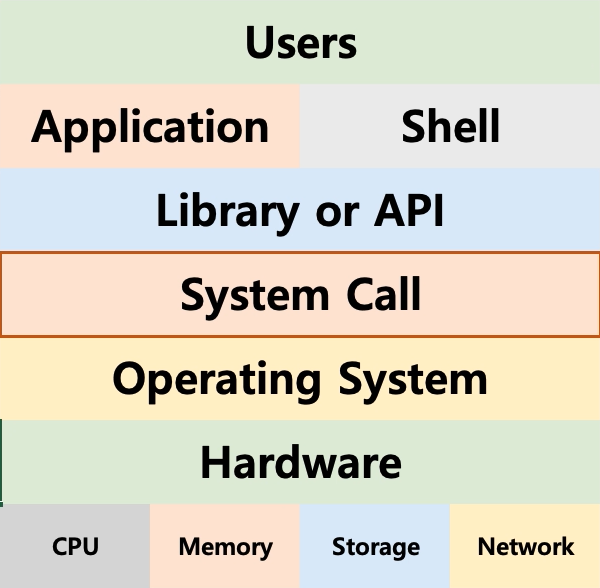 Users
Application Shell
Library or API
System Call
Operating System
Hardware
CPU Memory Storage Network